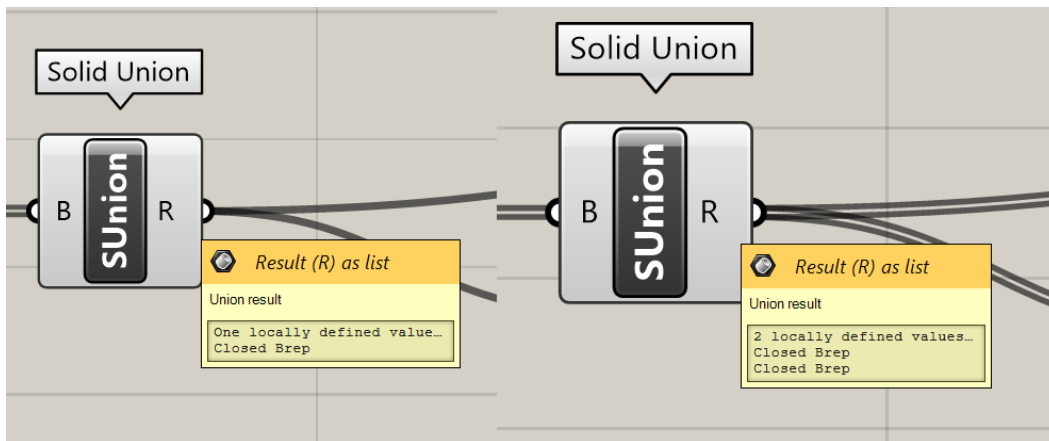 Solid Union
B
SUnion
R
Result (R) as list
Union result
One locally defined value…
Closed Brep
Solid Union
B
SUnion
R
Result (R) as list
Union result
2 locally defined values…
Closed Brep
Closed Brep